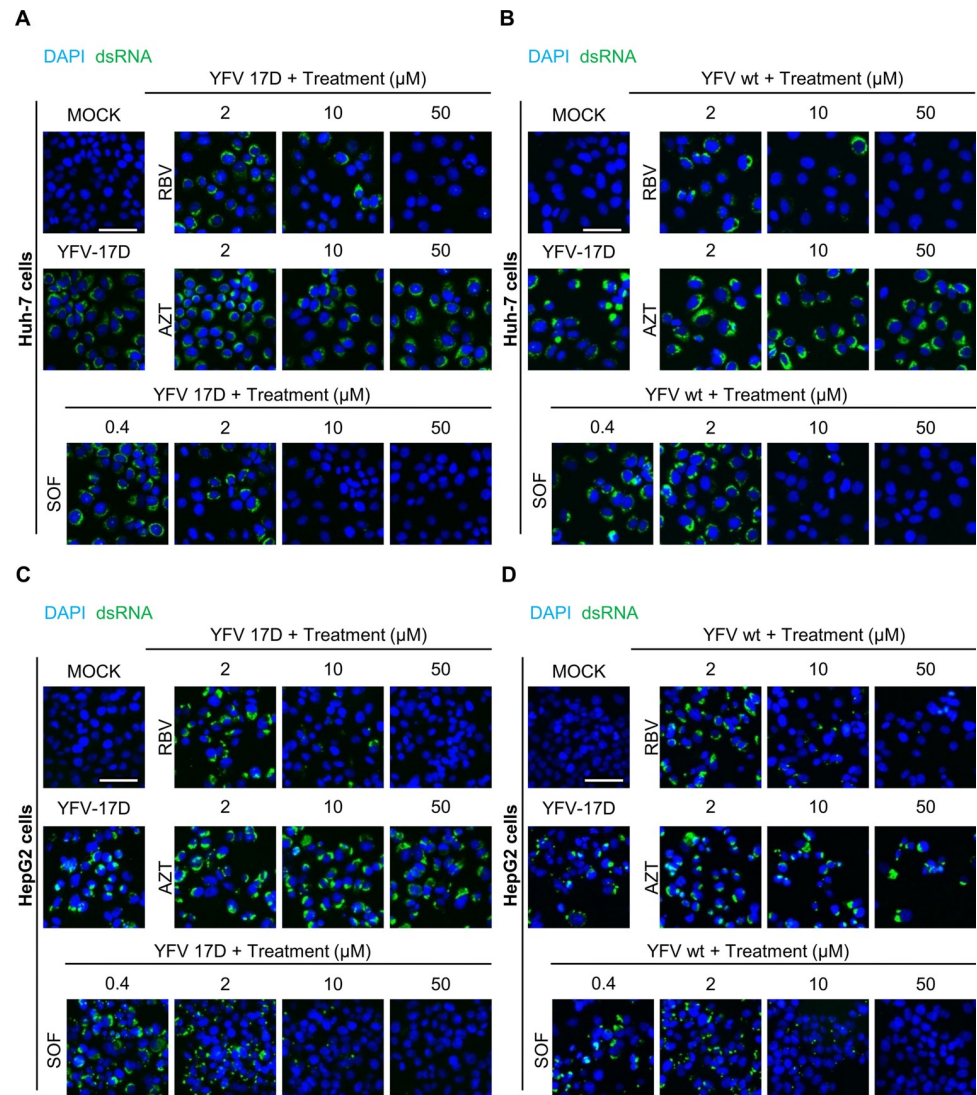 A
DAPI dsRNA
YFV 17D + Treatment (µM)
MOCK
2
10
50
RBV
YFV-17D
2
10
50
AZT
Huh-7 cells
YFV 17D + Treatment (µM)
0.4
2
10
50
SOF
B
DAPI dsRNA
YFV wt + Treatment (µM)
MOCK
2
10
50
RBV
YFV-17D
2
10
50
AZT
Huh-7 cells
YFV wt + Treatment (µM)
0.4
2
10
50
SOF
C
DAPI dsRNA
YFV 17D + Treatment (µM)
MOCK
2
10
50
RBV
YFV-17D
2
10
50
AZT
HepG2 cells
YFV 17D + Treatment (µM)
0.4
2
10
50
SOF
D
DAPI dsRNA
YFV wt + Treatment (µM)
MOCK
2
10
50
RBV
YFV-17D
2
10
50
AZT
HepG2 cells
YFV wt + Treatment (µM)
0.4
2
10
50
SOF